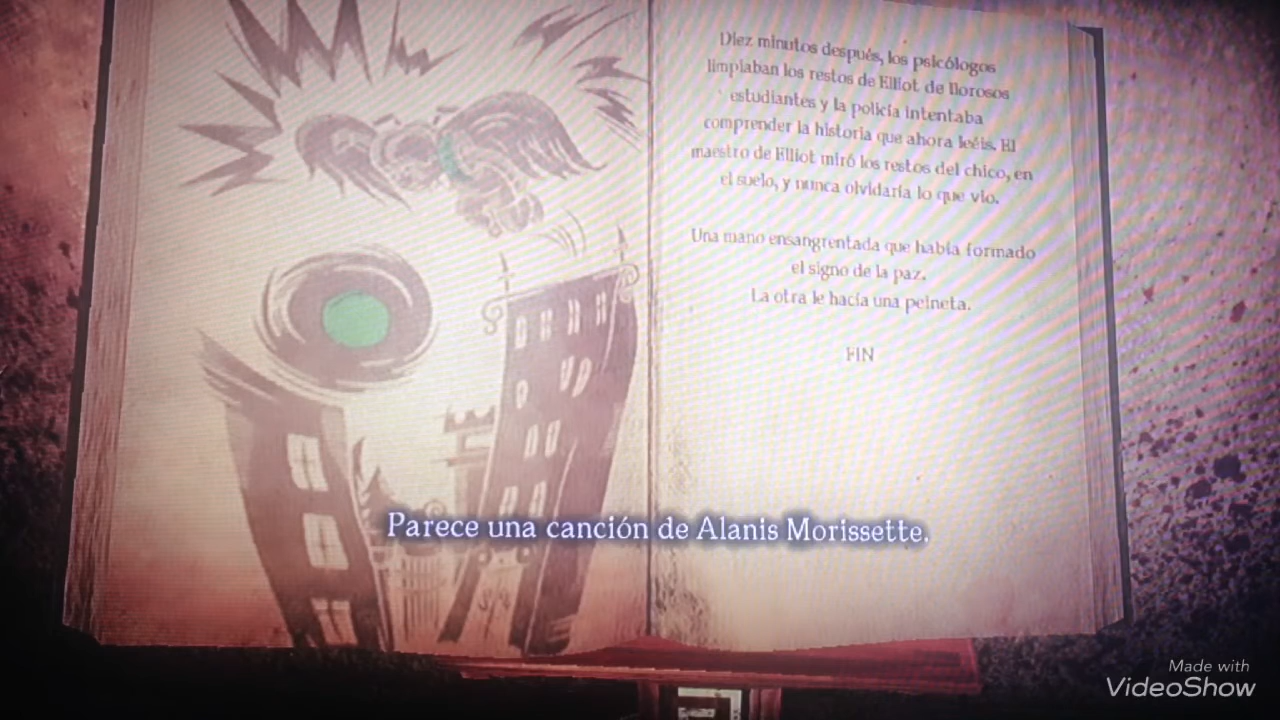 Diez minutos después, los psicólogos
limpiaban los restos de Elliot de llorosos
estudiantes y la policía intentaba
comprender la historia que ahora leéis. El
maestro de Elliot miró los restos del chico, en
el suelo, y nunca olvidaría lo que vio.
Una mano ensangrentada que había formado
el signo de la paz.
La otra le hacía una peineta.
FIN
Parece una canción de Alanis Morissette.
Made with
VideoShow